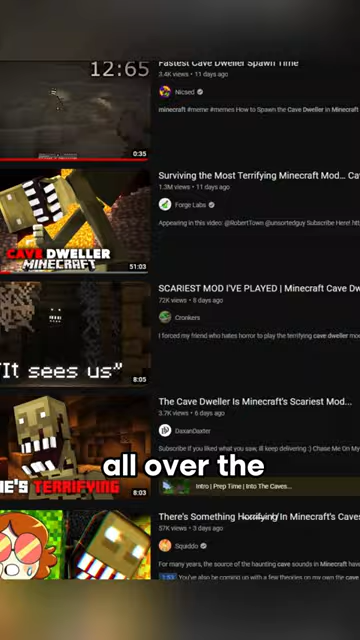 12:65
Fastest Cave Dweller Spawn Time
3.4K views • 11 days ago
Nicsed
minecraft #meme #memes How to Spawn the Cave Dweller in Minecraft
0:35
Surviving the Most Terrifying Minecraft Mod... Ca
1.3M views • 11 days ago
Forge Labs
Appearing in this video: @RobertTown @unsortedguy Subscribe Here!
CAVE DWELLER
MINECRAFT
51:03
SCARIEST MOD I'VE PLAYED | Minecraft Cave Dw
72K views • 8 days ago
Cronkers
I forced my friend who hates horror to play the terrifying cave dweller mo
"It sees us"
8:05
The Cave Dweller Is Minecraft's Scariest Mod...
3.7K views • 6 days ago
DaxanDaxter
Subscribe If you liked what you saw, ill keep delivering :) Chase Me On My
all over the
Intro | Prep Time | Into The Caves...
HE'S TERRIFYING
8:03
There's Something Horrifying In Minecraft's Caves
57K views • 3 days ago
Squiddo
For many years, the source of the haunting cave sounds in Minecraft have
1:53 You've also be coming up with a few theories on my own the cave